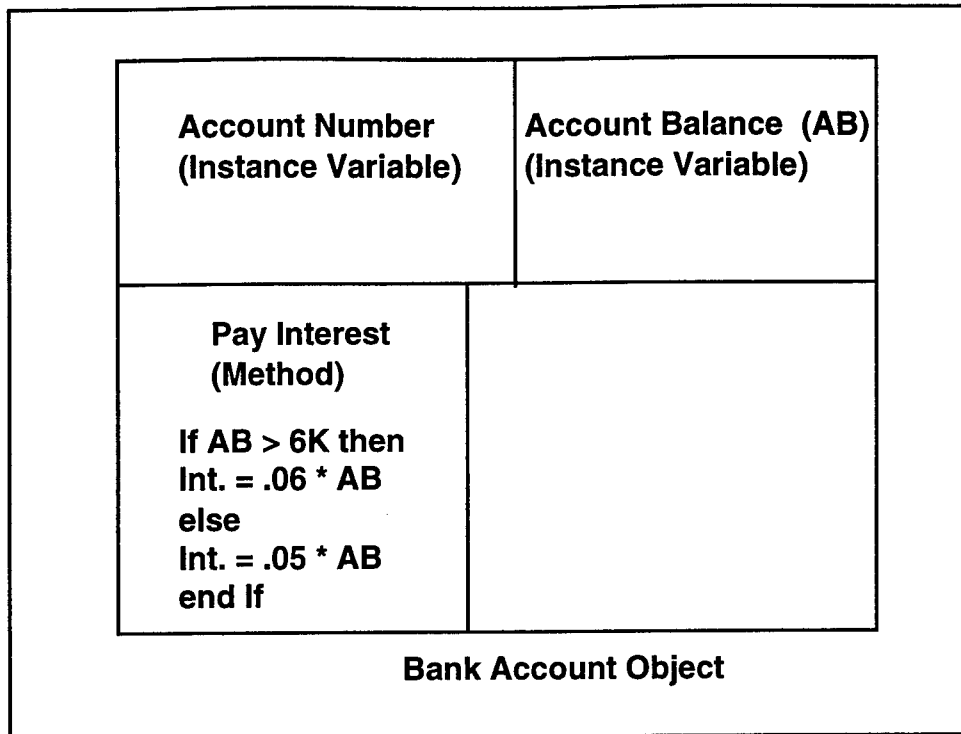 Account Number
(Instance Variable)
Account Balance (AB)
(Instance Variable)
Pay Interest
(Method)
If AB > 6K then
Int. = .06 * AB
else
Int. = .05 * AB
end If
Bank Account Object